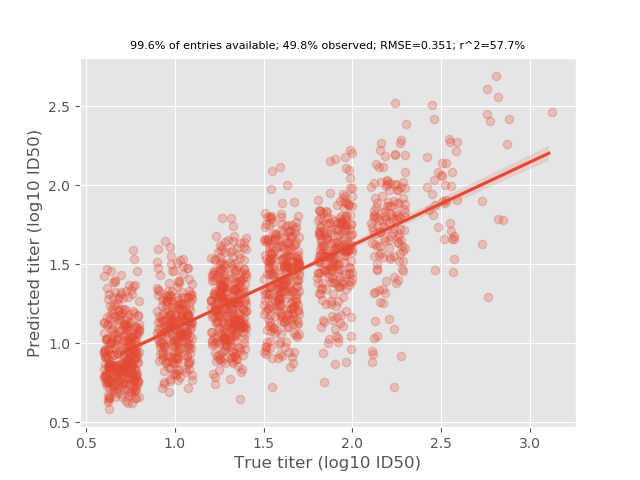 99.6% of entries available; 49.8% observed; RMSE=0.351; r^2=57.7%
Predicted titer (log10 ID50)
2.5
2.0
1.5
1.0
0.5
0.5 1.0 1.5 2.0 2.5 3.0
True titer (log10 ID50)